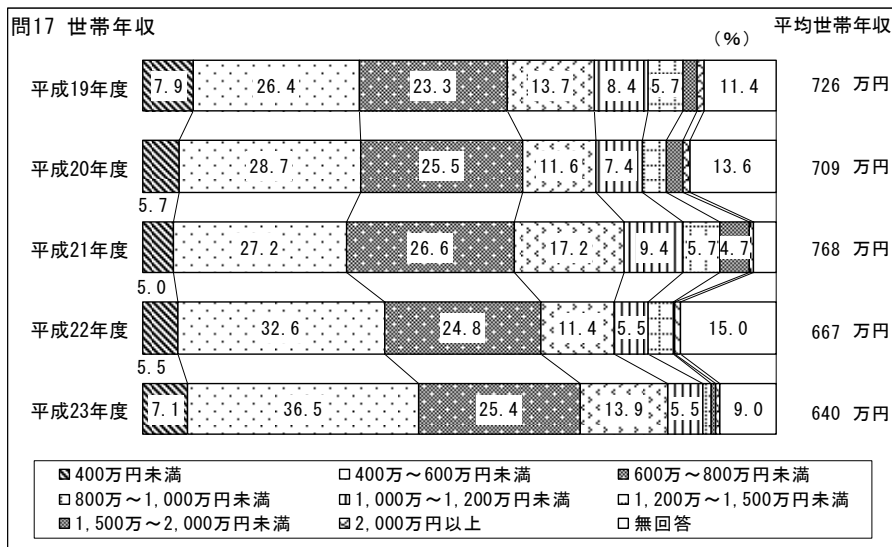 問17 世帯年収
平均世帯年収
(%)
平成19年度 7.9 26.4 23.3 13.7 8.4 5.7 11.4 726 万円
平成20年度 28.7 25.5 11.6 7.4 13.6 709 万円
5.7
平成21年度 27.2 26.6 17.2 9.4 5.7 4.7 768 万円
5.0
平成22年度 32.6 24.8 11.4 5.5 15.0 667 万円
5.5
平成23年度 7.1 36.5 25.4 13.9 5.5 9.0 640 万円
400万円未満 400万～600万円未満 600万～800万円未満
800万～1,000万円未満 1,000万～1,200万円未満 1,200万～1,500万円未満
1,500万～2,000万円未満 2,000万円以上 無回答